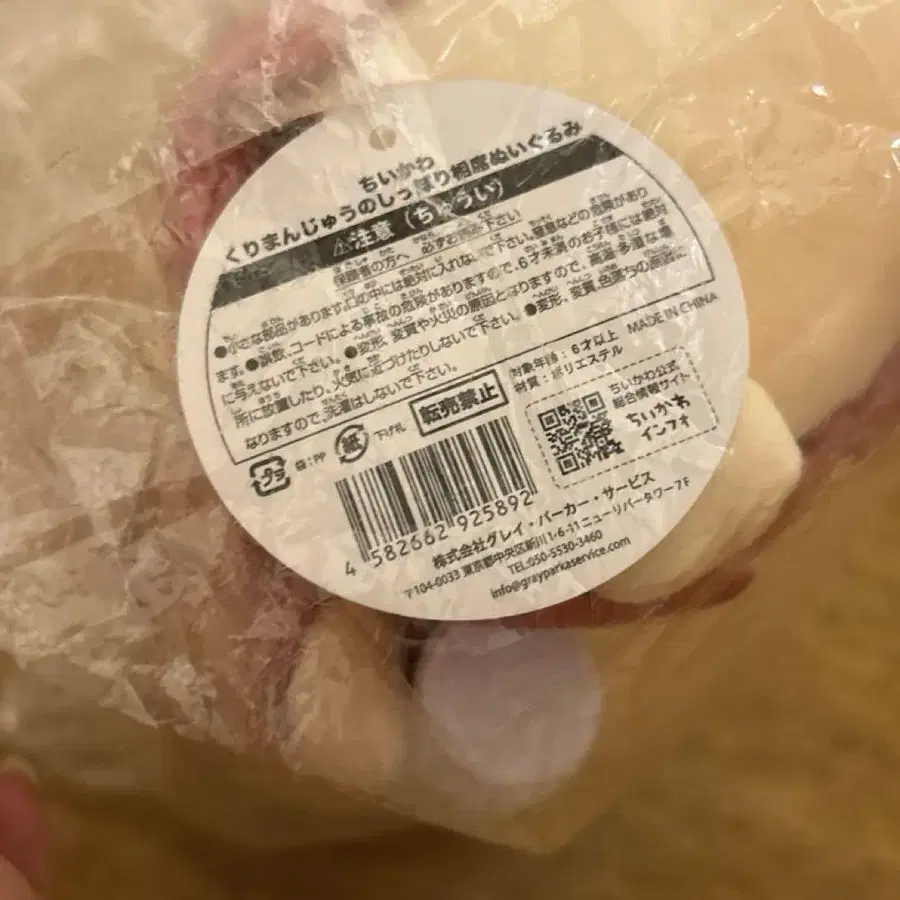 ちいかわ
くりまんじゅうのしっぽり相席ぬいぐるみ
⚠注意（ちゅうい）
保護者の方へ 必ずお読み下さい
●小さな部品があります。口の中には絶対に入れないで下さい。窒息などの危険があり
ます。●誤飲、コードによる事故の危険がありますので、6才未満のお子様には絶対
に与えないで下さい。●変形、変質や火災の原因となりますので、高温 多湿な場
所に放置したり、火気に近づけたりしないで下さい。●変形、変質、色落ちの原因に
なりますので、洗濯はしないで下さい。
対象年齢：6才以上 MADE IN CHINA
材質：ポリエステル
プラ 袋：PP 紙 下げ札
転売禁止
ちいかわ公式
総合情報サイト
ちいかわ
インフォ
4 582662 925892
株式会社グレイ・パーカー・サービス
〒104-0033 東京都中央区新川1-6-11 ニューリバータワー7F
TEL:050-5530-3460
info@grayparkaservice.com